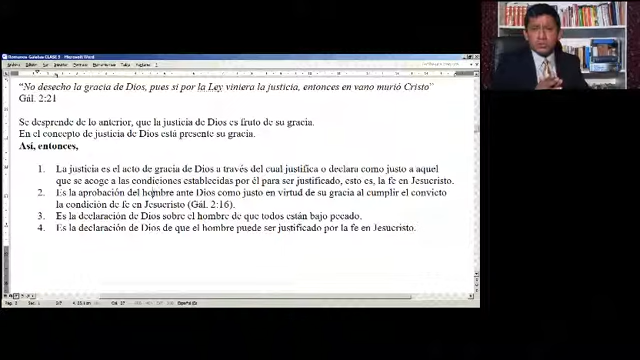 Romanos Galatas CLASE 5 - Microsoft Word
"No desecho la gracia de Dios, pues si por la Ley viniera la justicia, entonces en vano murió Cristo"
Gál. 2:21
Se desprende de lo anterior, que la justicia de Dios es fruto de su gracia.
En el concepto de justicia de Dios está presente su gracia.
Así, entonces,
1. La justicia es el acto de gracia de Dios a través del cual justifica o declara como justo a aquel
que se acoge a las condiciones establecidas por él para ser justificado, esto es, la fe en Jesucristo.
2. Es la aprobación del hombre ante Dios como justo en virtud de su gracia al cumplir el convicto
la condición de fe en Jesucristo (Gál. 2:16).
3. Es la declaración de Dios sobre el hombre de que todos están bajo pecado.
4. Es la declaración de Dios de que el hombre puede ser justificado por la fe en Jesucristo.